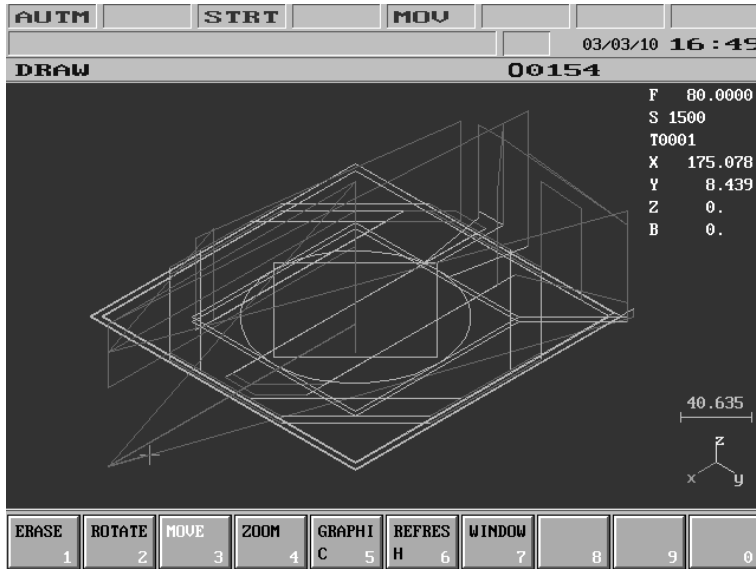 AUTM STRT MOV
03/03/10 16:49
DRAW O0154
F 80.0000
S 1500
T0001
X 175.078
Y 8.439
Z 0.
B 0.
40.635
z
x y
ERASE ROTATE MOVE ZOOM GRAPHI REFRES WINDOW
1 2 3 4 C 5 H 6 7 8 9 0